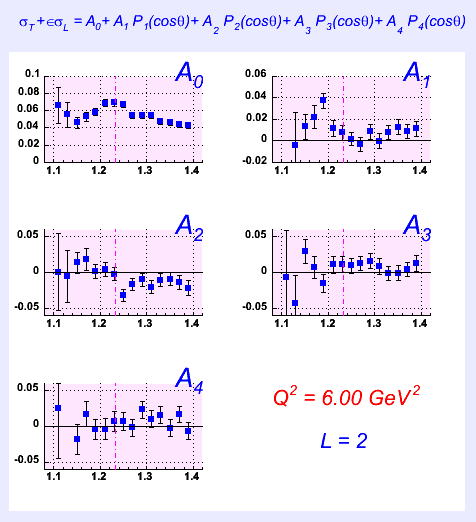 σT+ϵσL = A0+ A1 P1(cosθ)+ A2 P2(cosθ)+ A3 P3(cosθ)+ A4 P4(cosθ)
A0 A1
0.1
0.08
0.06
0.04
0.02
0
1.1 1.2 1.3 1.4
0.06
0.04
0.02
0
-0.02
1.1 1.2 1.3 1.4
A2 A3
0.05
0
-0.05
1.1 1.2 1.3 1.4
0.05
0
-0.05
1.1 1.2 1.3 1.4
A4
0.05
0
-0.05
1.1 1.2 1.3 1.4
Q² = 6.00 GeV²
L = 2